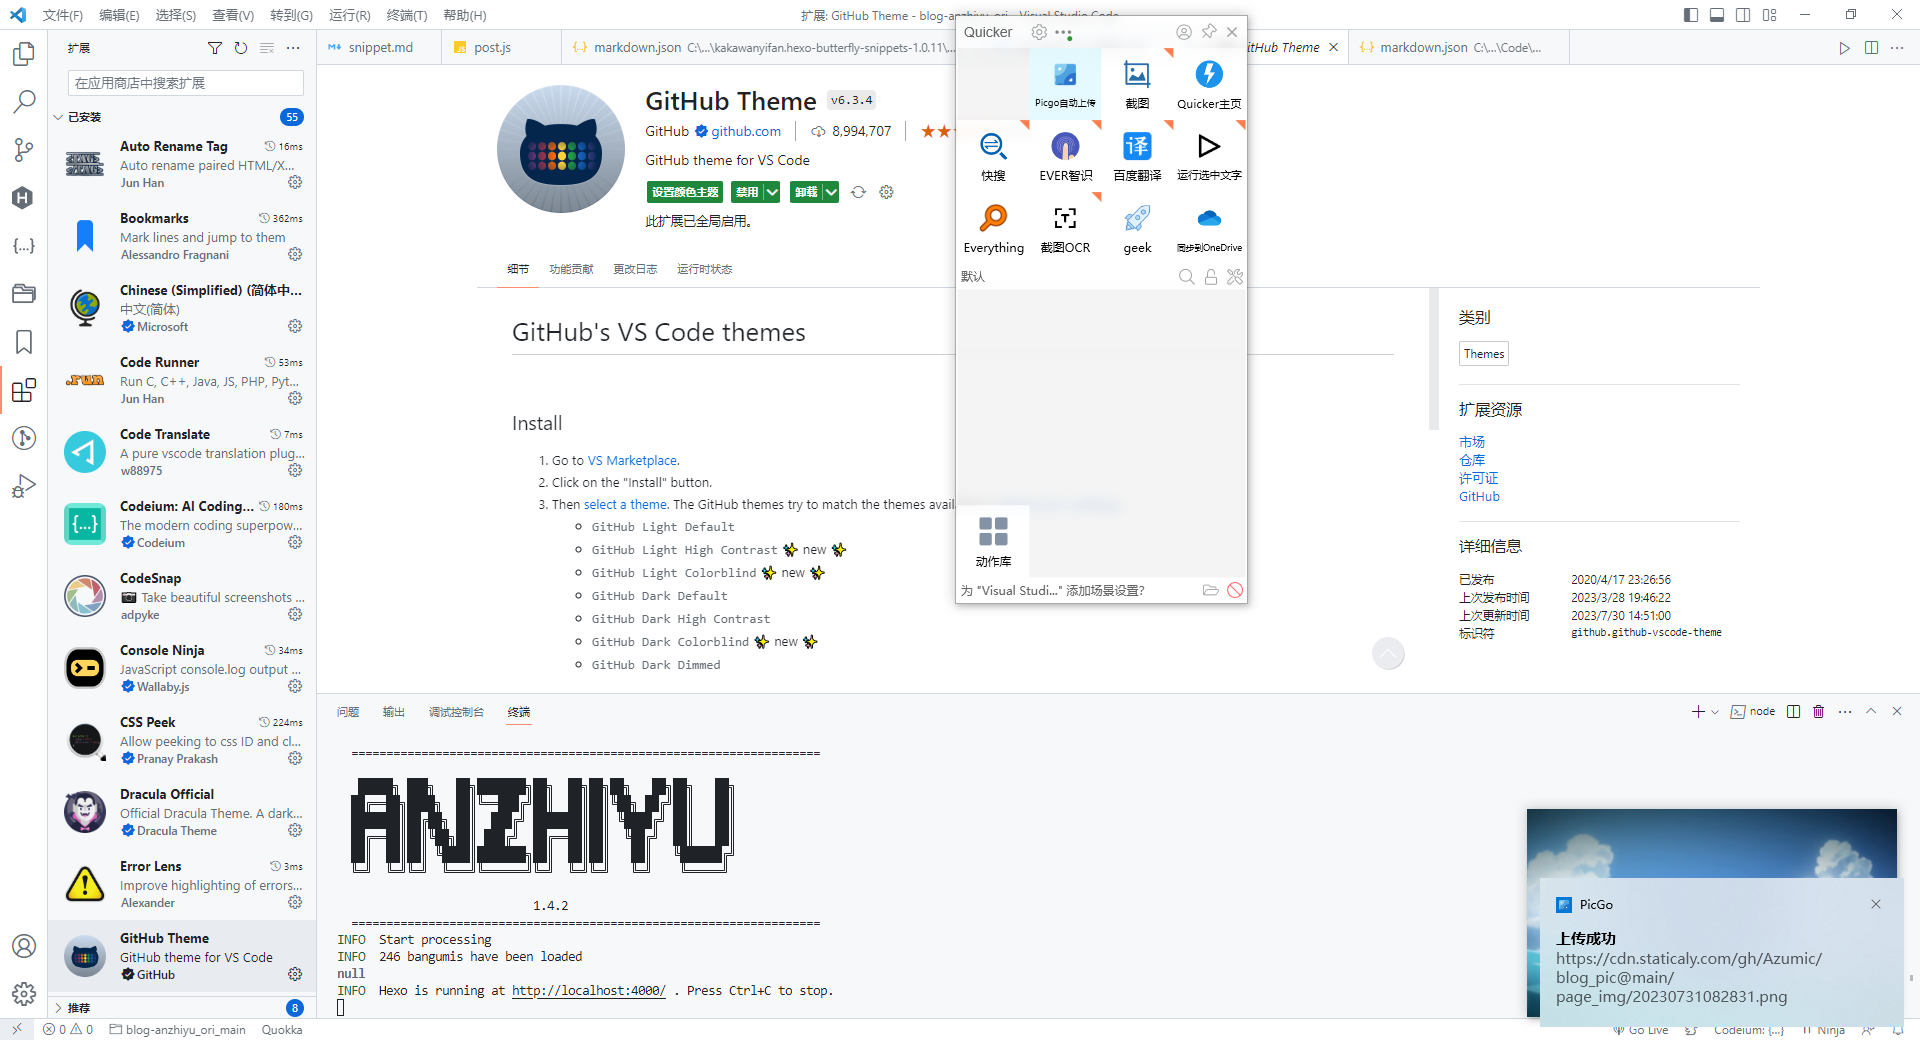 文件(F) 编辑(E) 选择(S) 查看(V) 转到(G) 运行(R) 终端(T) 帮助(H)
扩展: GitHub Theme - blog-anzhiyu_ori - Visual Studio Code
扩展
snippet.md
post.js
markdown.json C:\...\kakawanyifan.hexo-butterfly-snippets-1.0.11\...
itHub Theme
markdown.json C:\...\Code\...
在应用商店中搜索扩展
已安装
55
Auto Rename Tag 16ms
Auto rename paired HTML/X...
Jun Han
Bookmarks 362ms
Mark lines and jump to them
Alessandro Fragnani
Chinese (Simplified) (简体中...
中文(简体)
Microsoft
Code Runner 53ms
Run C, C++, Java, JS, PHP, Pyt...
Jun Han
Code Translate 7ms
A pure vscode translation plug...
w88975
Codeium: AI Coding... 180ms
The modern coding superpow...
Codeium
CodeSnap
Take beautiful screenshots ...
adpyke
Console Ninja 34ms
JavaScript console.log output ...
Wallaby.js
CSS Peek 224ms
Allow peeking to css ID and cl...
Pranay Prakash
Dracula Official
Official Dracula Theme. A dark...
Dracula Theme
Error Lens 3ms
Improve highlighting of errors...
Alexander
GitHub Theme
GitHub theme for VS Code
GitHub
推荐
8
GitHub Theme v6.3.4
GitHub github.com 8,994,707
GitHub theme for VS Code
设置颜色主题 禁用 卸载
此扩展已全局启用。
细节 功能贡献 更改日志 运行时状态
GitHub's VS Code themes
Install
1. Go to VS Marketplace.
2. Click on the "Install" button.
3. Then select a theme. The GitHub themes try to match the themes avail
GitHub Light Default
GitHub Light High Contrast ✨ new ✨
GitHub Light Colorblind ✨ new ✨
GitHub Dark Default
GitHub Dark High Contrast
GitHub Dark Colorblind ✨ new ✨
GitHub Dark Dimmed
Quicker
Picgo自动上传 截图 Quicker主页
快搜 EVER智识 百度翻译 运行选中文字
Everything 截图OCR geek 同步到OneDrive
默认
动作库
为 "Visual Studi..." 添加场景设置?
类别
Themes
扩展资源
市场
仓库
许可证
GitHub
详细信息
已发布 2020/4/17 23:26:56
上次发布时间 2023/3/28 19:46:22
上次更新时间 2023/7/30 14:51:00
标识符 github.github-vscode-theme
问题 输出 调试控制台 终端
node
===================================================================
ANZHIYU
1.4.2
===================================================================
INFO Start processing
INFO 246 bangumis have been loaded
null
INFO Hexo is running at http://localhost:4000/ . Press Ctrl+C to stop.
PicGo
上传成功
https://cdn.staticaly.com/gh/Azumic/
blog_pic@main/
page_img/20230731082831.png
0 0 blog-anzhiyu_ori_main Quokka
Go Live Codeium: {...} Ninja